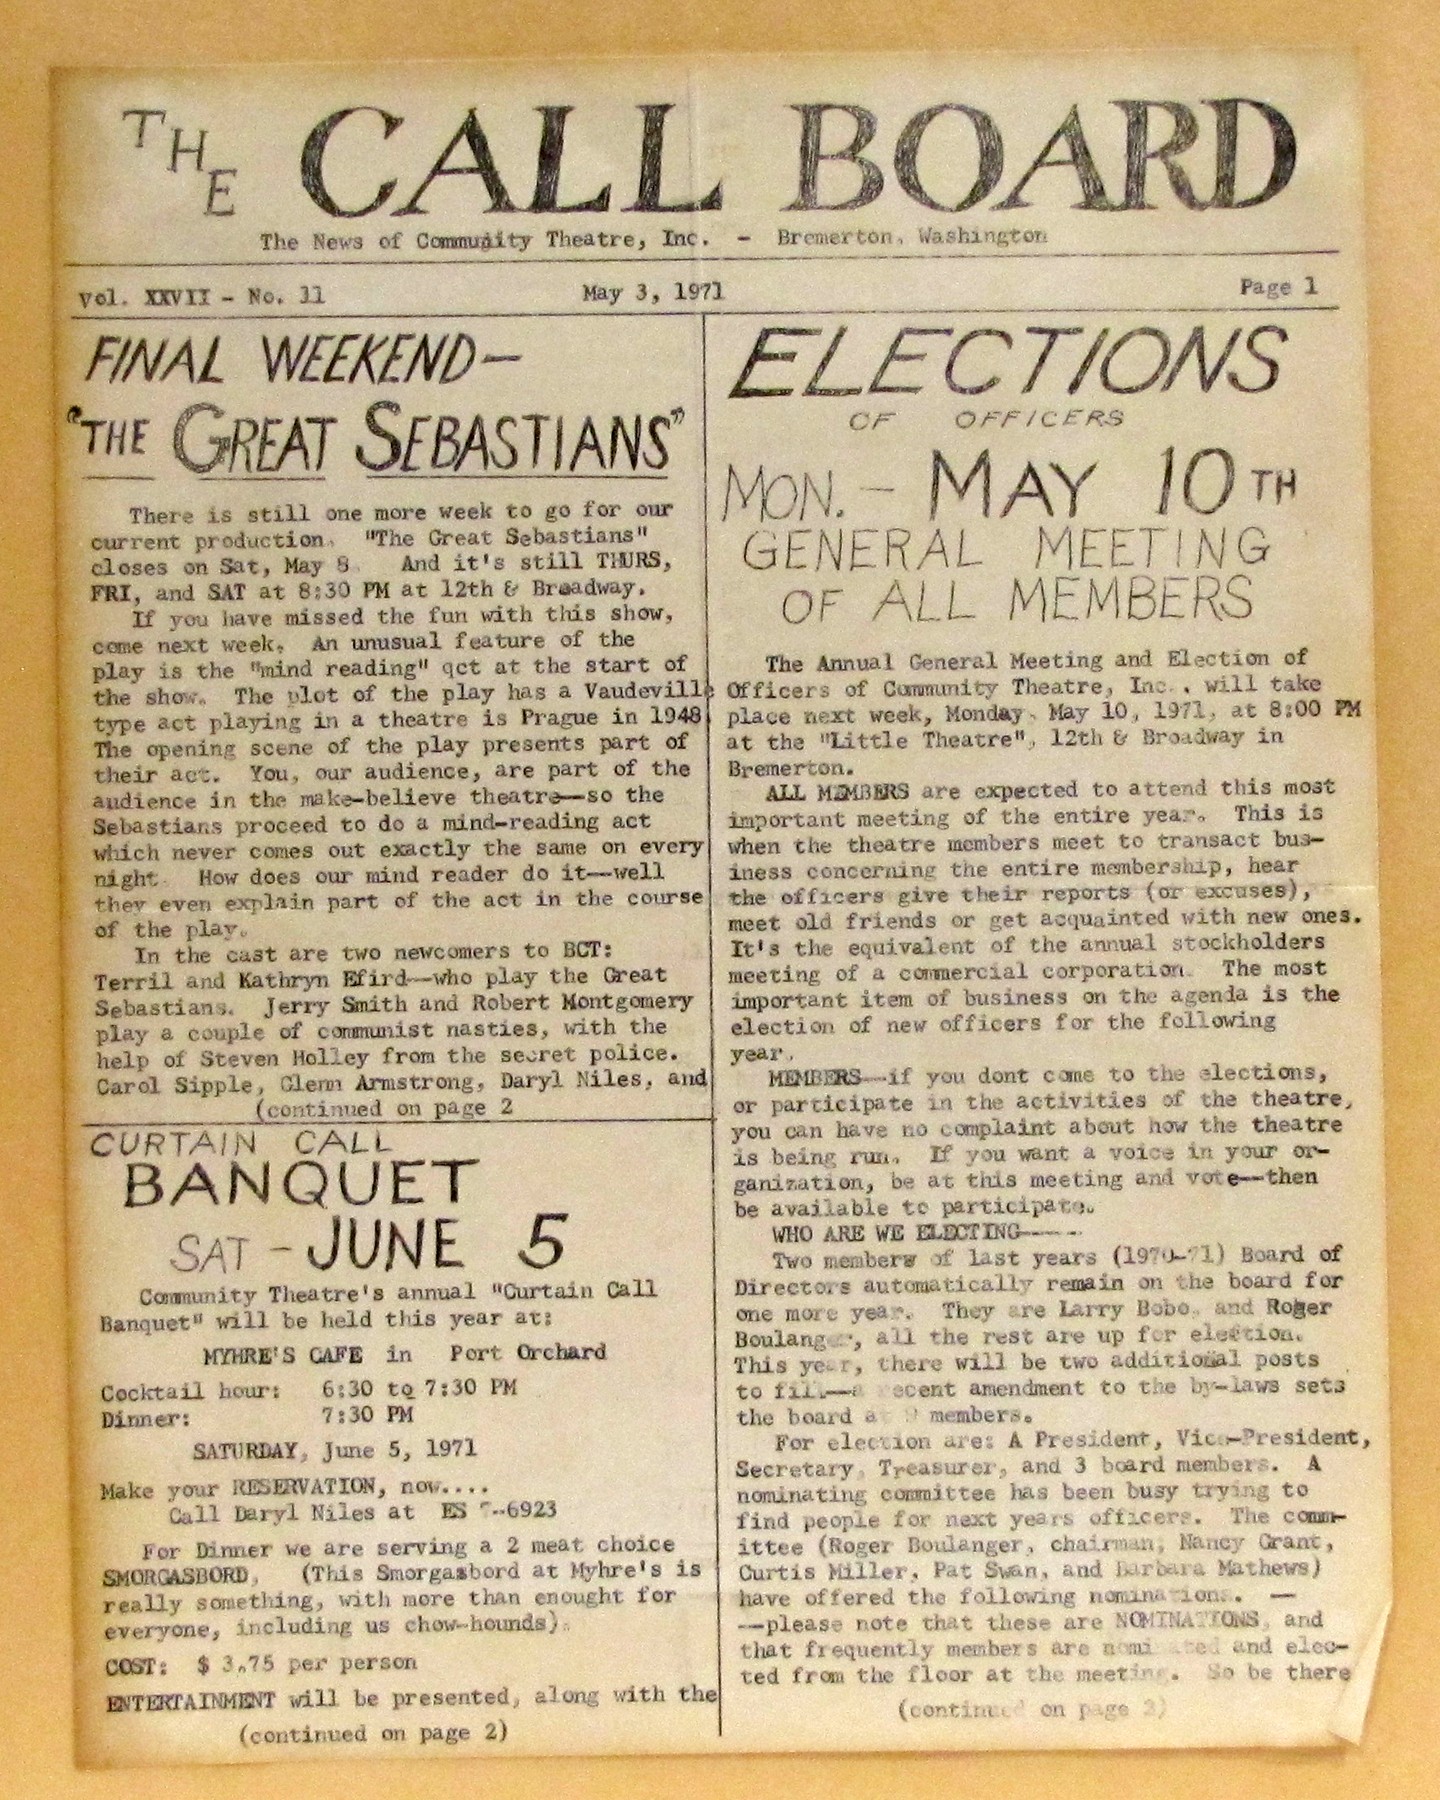 THE CALL BOARD
The News of Community Theatre, Inc. - Bremerton, Washington
Vol. XXVII - No. 11 May 3, 1971 Page 1
FINAL WEEKEND—
"THE GREAT SEBASTIANS"
There is still one more week to go for our
current production. "The Great Sebastians"
closes on Sat, May 8. And it's still THURS,
FRI, and SAT at 8:30 PM at 12th & Broadway.
If you have missed the fun with this show,
come next week. An unusual feature of the
play is the "mind reading" qct at the start of
the show. The plot of the play has a Vaudeville
type act playing in a theatre is Prague in 1948
The opening scene of the play presents part of
their act. You, our audience, are part of the
audience in the make-believe theatre--so the
Sebastians proceed to do a mind-reading act
which never comes out exactly the same on every
night. How does our mind reader do it--well
they even explain part of the act in the course
of the play.
In the cast are two newcomers to BCT:
Terril and Kathryn Efird--who play the Great
Sebastians. Jerry Smith and Robert Montgomery
play a couple of communist nasties, with the
help of Steven Holley from the secret police.
Carol Sipple, Glenn Armstrong, Daryl Niles, and
(continued on page 2
CURTAIN CALL
BANQUET
SAT - JUNE 5
Community Theatre's annual "Curtain Call
Banquet" will be held this year at:
MYHRE'S CAFE in Port Orchard
Cocktail hour: 6:30 to 7:30 PM
Dinner: 7:30 PM
SATURDAY, June 5, 1971
Make your RESERVATION, now....
Call Daryl Niles at ES -6923
For Dinner we are serving a 2 meat choice
SMORGASBORD, (This Smorgasbord at Myhre's is
really something, with more than enought for
everyone, including us chow-hounds).
COST: $ 3.75 per person
ENTERTAINMENT will be presented, along with the
(continued on page 2)
ELECTIONS
OF OFFICERS
MON. - MAY 10TH
GENERAL MEETING
OF ALL MEMBERS
The Annual General Meeting and Election of
Officers of Community Theatre, Inc., will take
place next week, Monday, May 10, 1971, at 8:00 PM
at the "Little Theatre", 12th & Broadway in
Bremerton.
ALL MEMBERS are expected to attend this most
important meeting of the entire year. This is
when the theatre members meet to transact bus-
iness concerning the entire membership, hear
the officers give their reports (or excuses),
meet old friends or get acquainted with new ones.
It's the equivalent of the annual stockholders
meeting of a commercial corporation. The most
important item of business on the agenda is the
election of new officers for the following
year.
MEMBERS--if you dont come to the elections,
or participate in the activities of the theatre,
you can have no complaint about how the theatre
is being run. If you want a voice in your or-
ganization, be at this meeting and vote--then
be available to participate.
WHO ARE WE ELECTING-----
Two members of last years (1970-71) Board of
Directors automatically remain on the board for
one more year. They are Larry Bobo, and Roger
Boulanger, all the rest are up for election.
This year, there will be two additional posts
to fill--a recent amendment to the by-laws sets
the board at 9 members.
For election are: A President, Vice-President,
Secretary, Treasurer, and 3 board members. A
nominating committee has been busy trying to
find people for next years officers. The comm-
ittee (Roger Boulanger, chairman, Nancy Grant,
Curtis Miller, Pat Swan, and Barbara Mathews)
have offered the following nominations. —
--please note that these are NOMINATIONS, and
that frequently members are nominated and elec-
ted from the floor at the meeting. So be there
(continued on page 2)